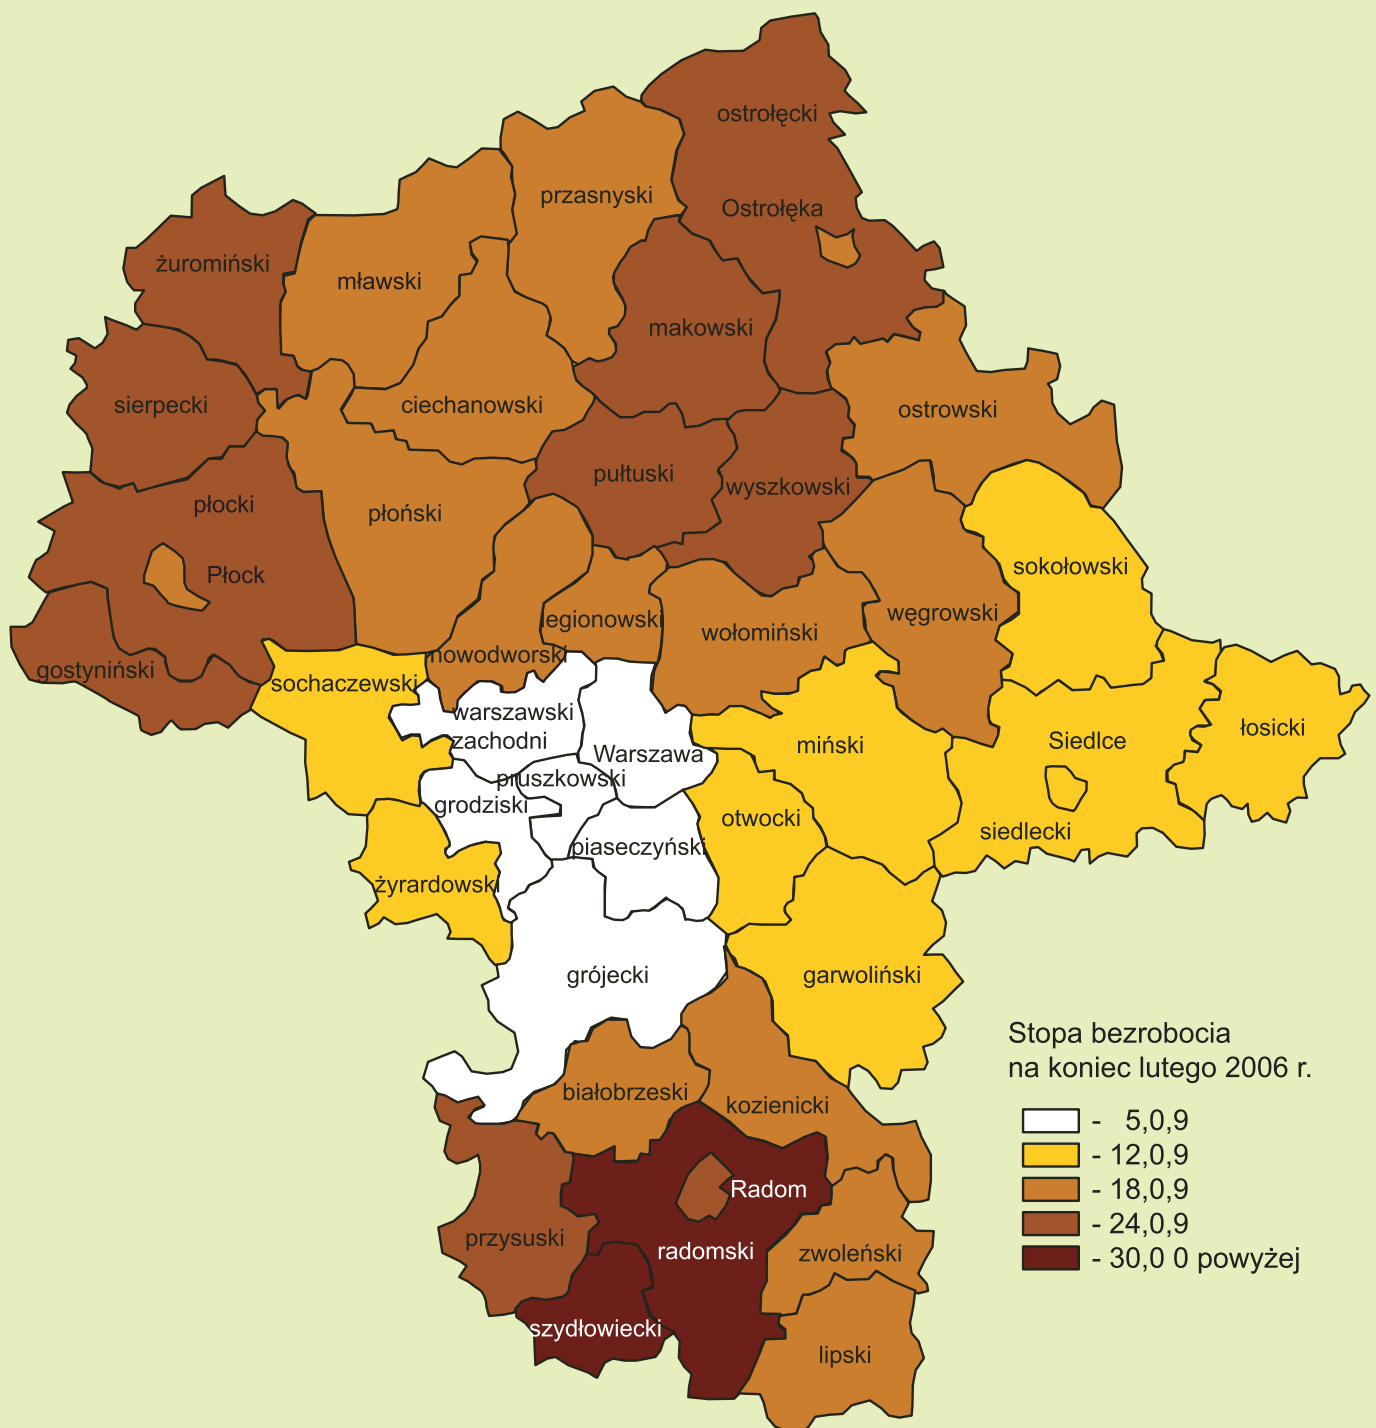 ostrołęcki
przasnyski
Ostrołęka
żuromiński
mławski
makowski
sierpecki
ciechanowski
ostrowski
pułtuski
wyszkowski
płocki
płoński
sokołowski
Płock
węgrowski
legionowski
wołomiński
nowodworski
gostyniński
sochaczewski
warszawski
zachodni
Warszawa
miński
Siedlce
łosicki
pruszkowski
grodziski
otwocki
siedlecki
piaseczyński
żyrardowski
grójecki
garwoliński
Stopa bezrobocia
na koniec lutego 2006 r.
białobrzeski
kozienicki
- 5,0,9
- 12,0,9
- 18,0,9
- 24,0,9
- 30,0 0 powyżej
Radom
przysuski
radomski
zwoleński
szydłowiecki
lipski